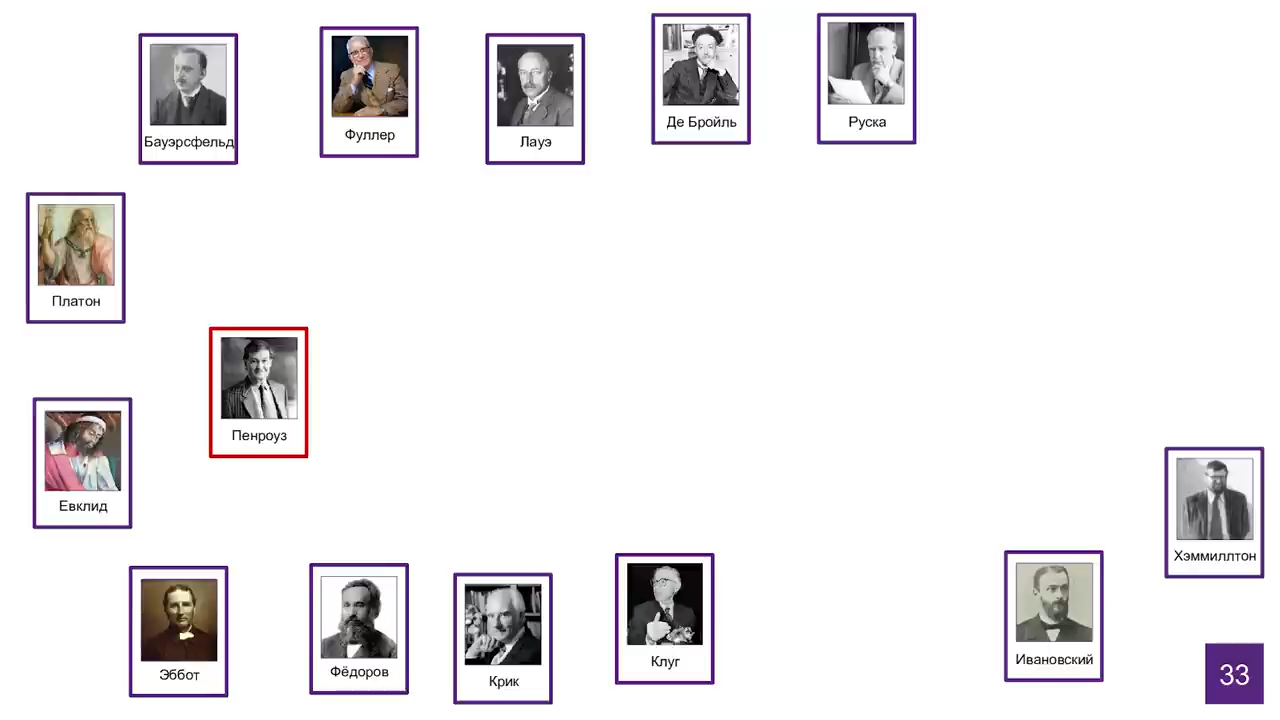 Бауэрсфельд
Фуллер
Лауэ
Де Бройль
Руска
Платон
Пенроуз
Евклид
Хэммиллтон
Эббот
Фёдоров
Крик
Клуг
Ивановский
33